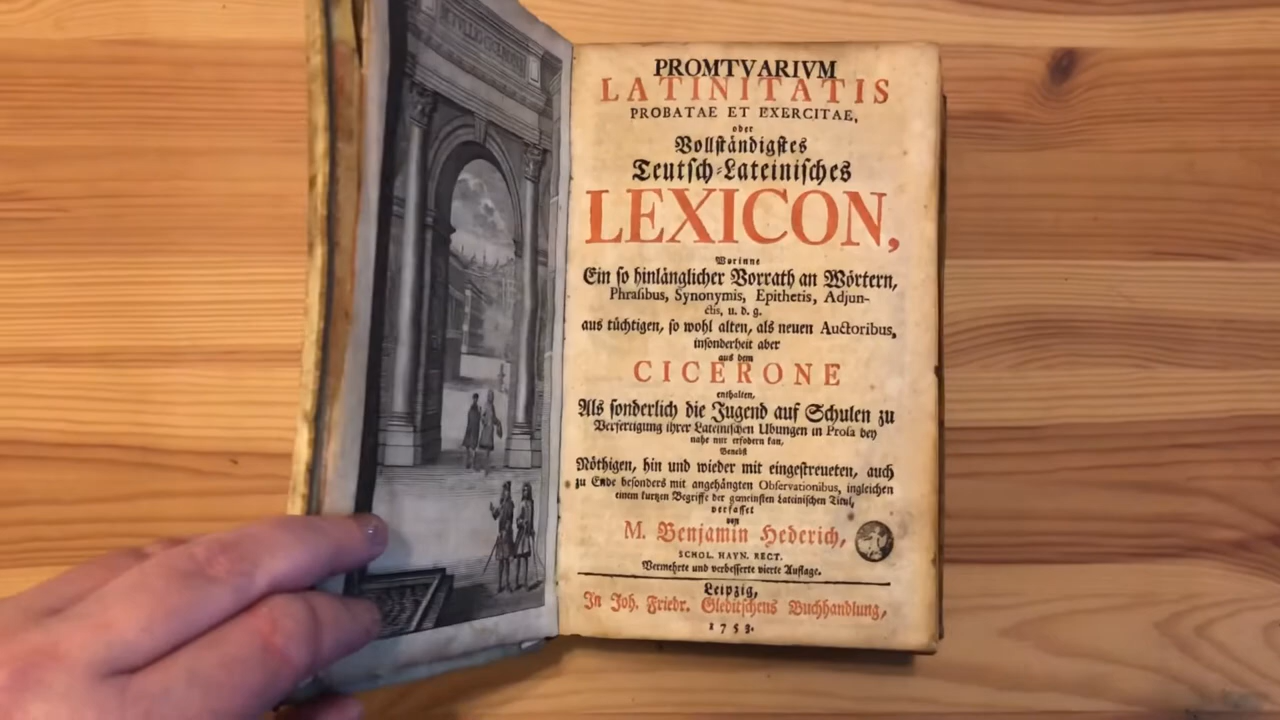 M. TULLIO CICERONI
PROMTVARIVM
LATINITATIS
PROBATAE ET EXERCITAE,
oder
Vollständigstes
Teutsch-Lateinisches
LEXICON,
Worinne
Ein so hinlänglicher Vorrath an Wörtern,
Phrasibus, Synonymis, Epithetis, Adjun-
ctis, u. d. g.
aus tüchtigen, so wohl alten, als neuen Auctoribus,
insonderheit aber
aus dem
CICERONE
enthalten,
Als sonderlich die Jugend auf Schulen zu
Verfertigung ihrer Lateinischen Ubungen in Prosa bey
nahe nur erfodern kan,
Benebst
Nöthigen, hin und wieder mit eingestreueten, auch
zu Ende besonders mit angehängten Observationibus, ingleichen
einem kurtzen Begriffe der gemeinsten Lateinischen Titul,
verfasset
von
M. Benjamin Hederich,
SCHOL. HAYN. RECT.
Vermehrte und verbesserte vierte Auflage.
Leipzig,
In Joh. Friedr. Gleditschens Buchhandlung,
1753.